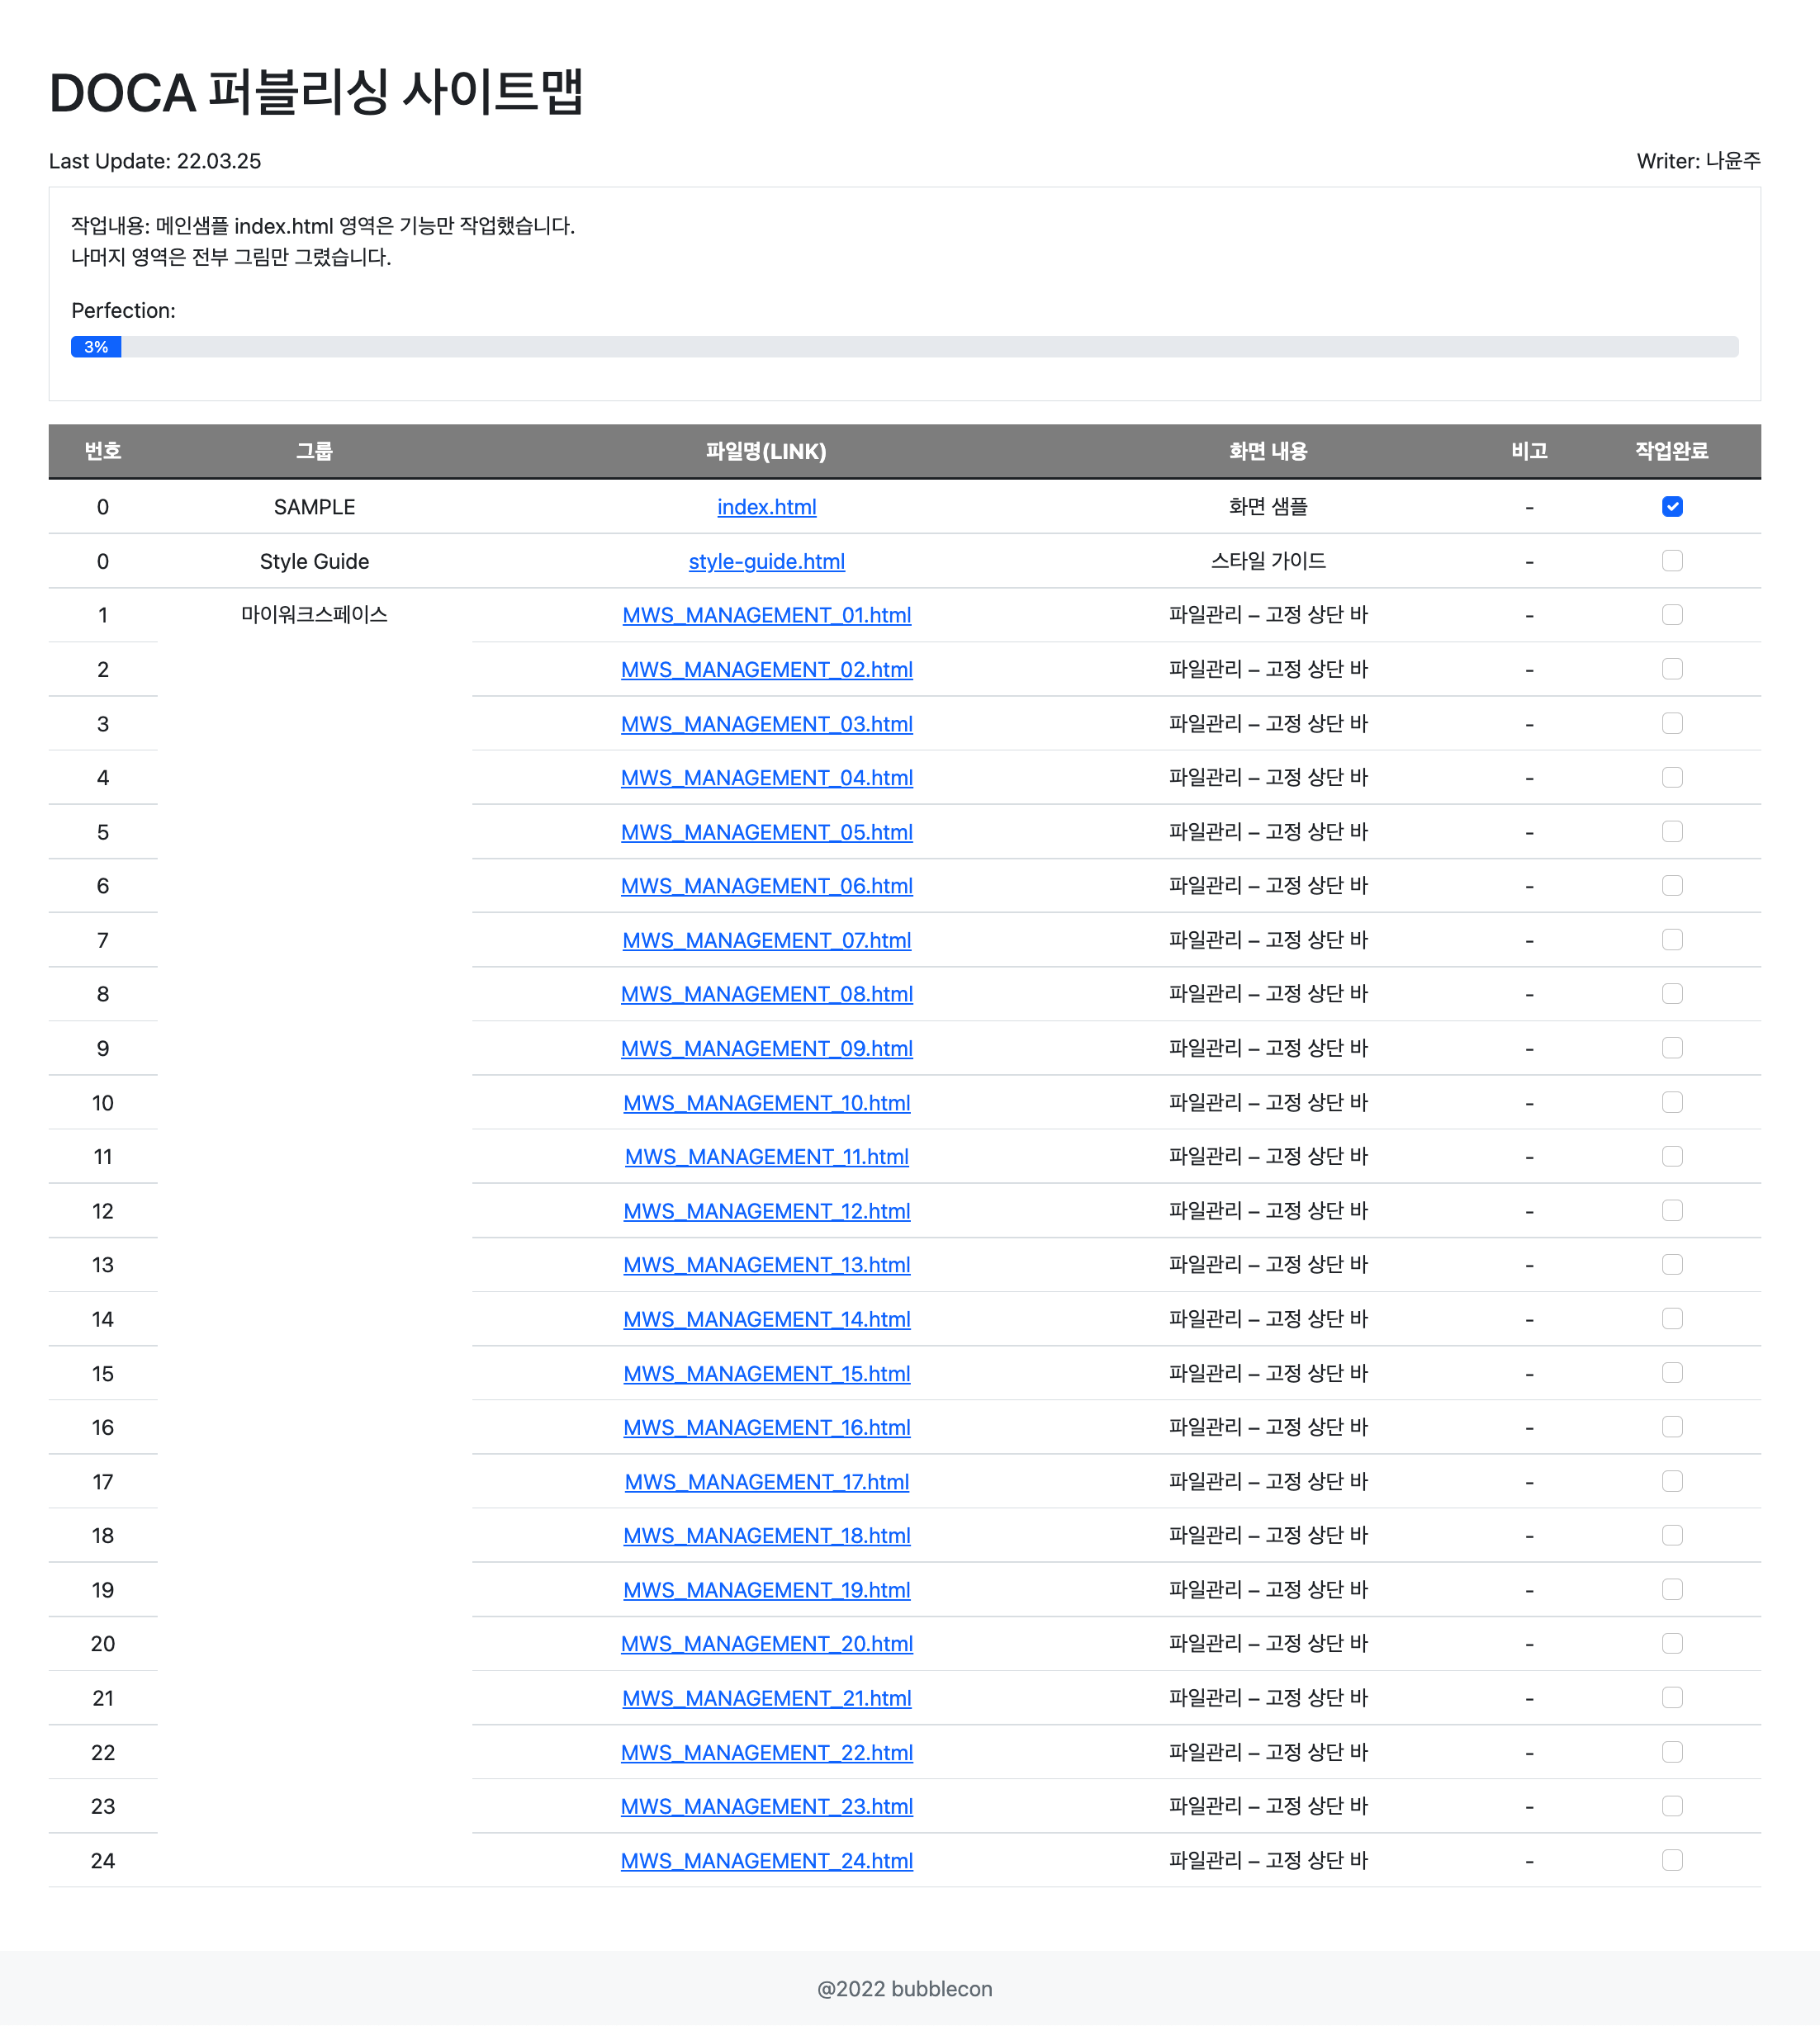 DOCA 퍼블리싱 사이트맵
Last Update: 22.03.25 Writer: 나윤주
작업내용: 메인샘플 index.html 영역은 기능만 작업했습니다.
나머지 영역은 전부 그림만 그렸습니다.
Perfection:
3%
번호 그룹 파일명(LINK) 화면 내용 비고 작업완료
0 SAMPLE index.html 화면 샘플 -
0 Style Guide style-guide.html 스타일 가이드 -
1 마이워크스페이스 MWS_MANAGEMENT_01.html 파일관리 – 고정 상단 바 -
2 MWS_MANAGEMENT_02.html 파일관리 – 고정 상단 바 -
3 MWS_MANAGEMENT_03.html 파일관리 – 고정 상단 바 -
4 MWS_MANAGEMENT_04.html 파일관리 – 고정 상단 바 -
5 MWS_MANAGEMENT_05.html 파일관리 – 고정 상단 바 -
6 MWS_MANAGEMENT_06.html 파일관리 – 고정 상단 바 -
7 MWS_MANAGEMENT_07.html 파일관리 – 고정 상단 바 -
8 MWS_MANAGEMENT_08.html 파일관리 – 고정 상단 바 -
9 MWS_MANAGEMENT_09.html 파일관리 – 고정 상단 바 -
10 MWS_MANAGEMENT_10.html 파일관리 – 고정 상단 바 -
11 MWS_MANAGEMENT_11.html 파일관리 – 고정 상단 바 -
12 MWS_MANAGEMENT_12.html 파일관리 – 고정 상단 바 -
13 MWS_MANAGEMENT_13.html 파일관리 – 고정 상단 바 -
14 MWS_MANAGEMENT_14.html 파일관리 – 고정 상단 바 -
15 MWS_MANAGEMENT_15.html 파일관리 – 고정 상단 바 -
16 MWS_MANAGEMENT_16.html 파일관리 – 고정 상단 바 -
17 MWS_MANAGEMENT_17.html 파일관리 – 고정 상단 바 -
18 MWS_MANAGEMENT_18.html 파일관리 – 고정 상단 바 -
19 MWS_MANAGEMENT_19.html 파일관리 – 고정 상단 바 -
20 MWS_MANAGEMENT_20.html 파일관리 – 고정 상단 바 -
21 MWS_MANAGEMENT_21.html 파일관리 – 고정 상단 바 -
22 MWS_MANAGEMENT_22.html 파일관리 – 고정 상단 바 -
23 MWS_MANAGEMENT_23.html 파일관리 – 고정 상단 바 -
24 MWS_MANAGEMENT_24.html 파일관리 – 고정 상단 바 -
@2022 bubblecon